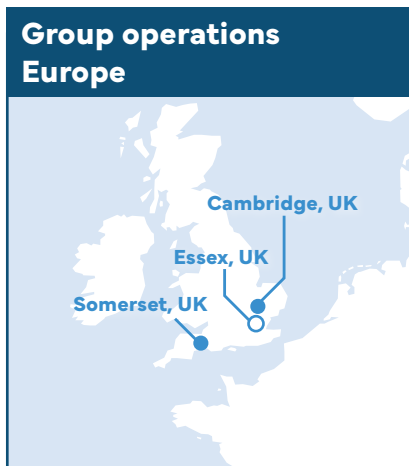 Group operations
Europe
Cambridge, UK
Essex, UK
Somerset, UK